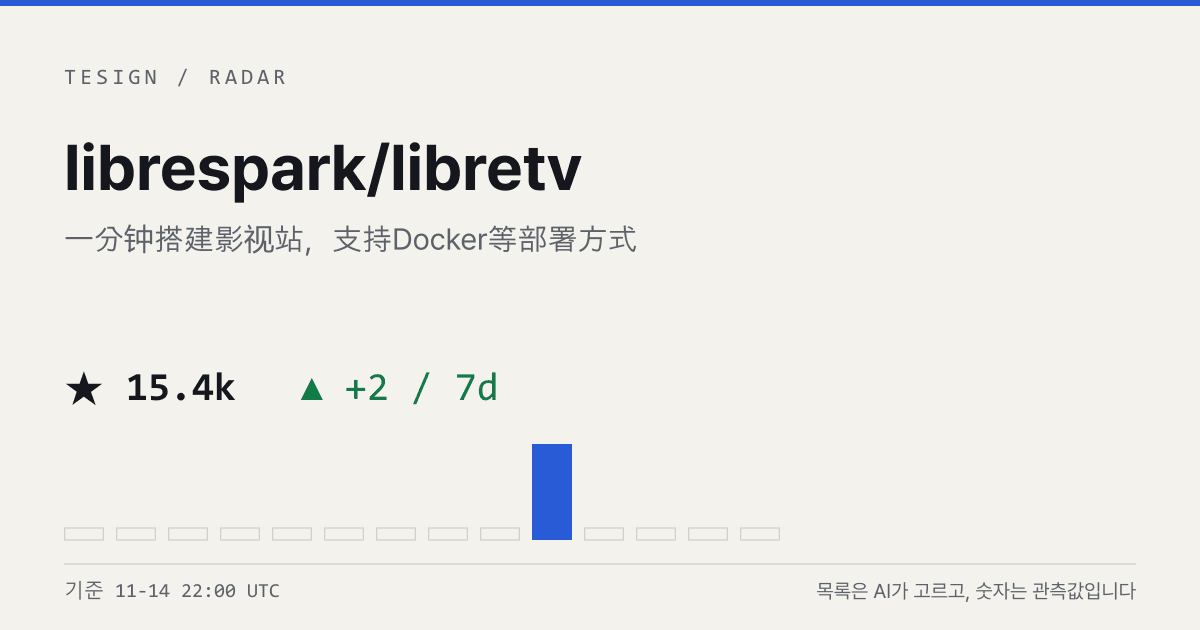 TESIGN / RADAR
librespark/libretv
一分钟搭建影视站，支持Docker等部署方式
★ 15.4k ▲ +2 / 7d
기준 11-14 22:00 UTC
목록은 AI가 고르고, 숫자는 관측값입니다